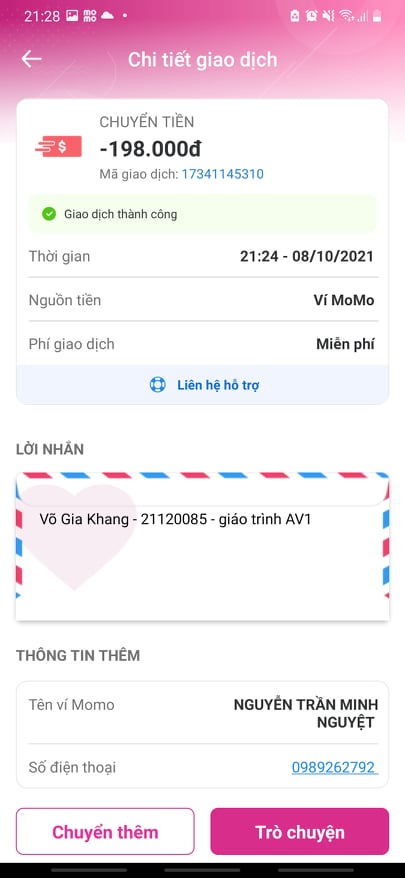 21:28
Chi tiết giao dịch
CHUYỂN TIỀN
-198.000đ
Mã giao dịch: 17341145310
Giao dịch thành công
Thời gian 21:24 - 08/10/2021
Nguồn tiền Ví MoMo
Phí giao dịch Miễn phí
Liên hệ hỗ trợ
LỜI NHẮN
Võ Gia Khang - 21120085 - giáo trình AV1
THÔNG TIN THÊM
Tên ví Momo NGUYỄN TRẦN MINH
NGUYỆT
Số điện thoại 0989262792
Chuyển thêm Trò chuyện